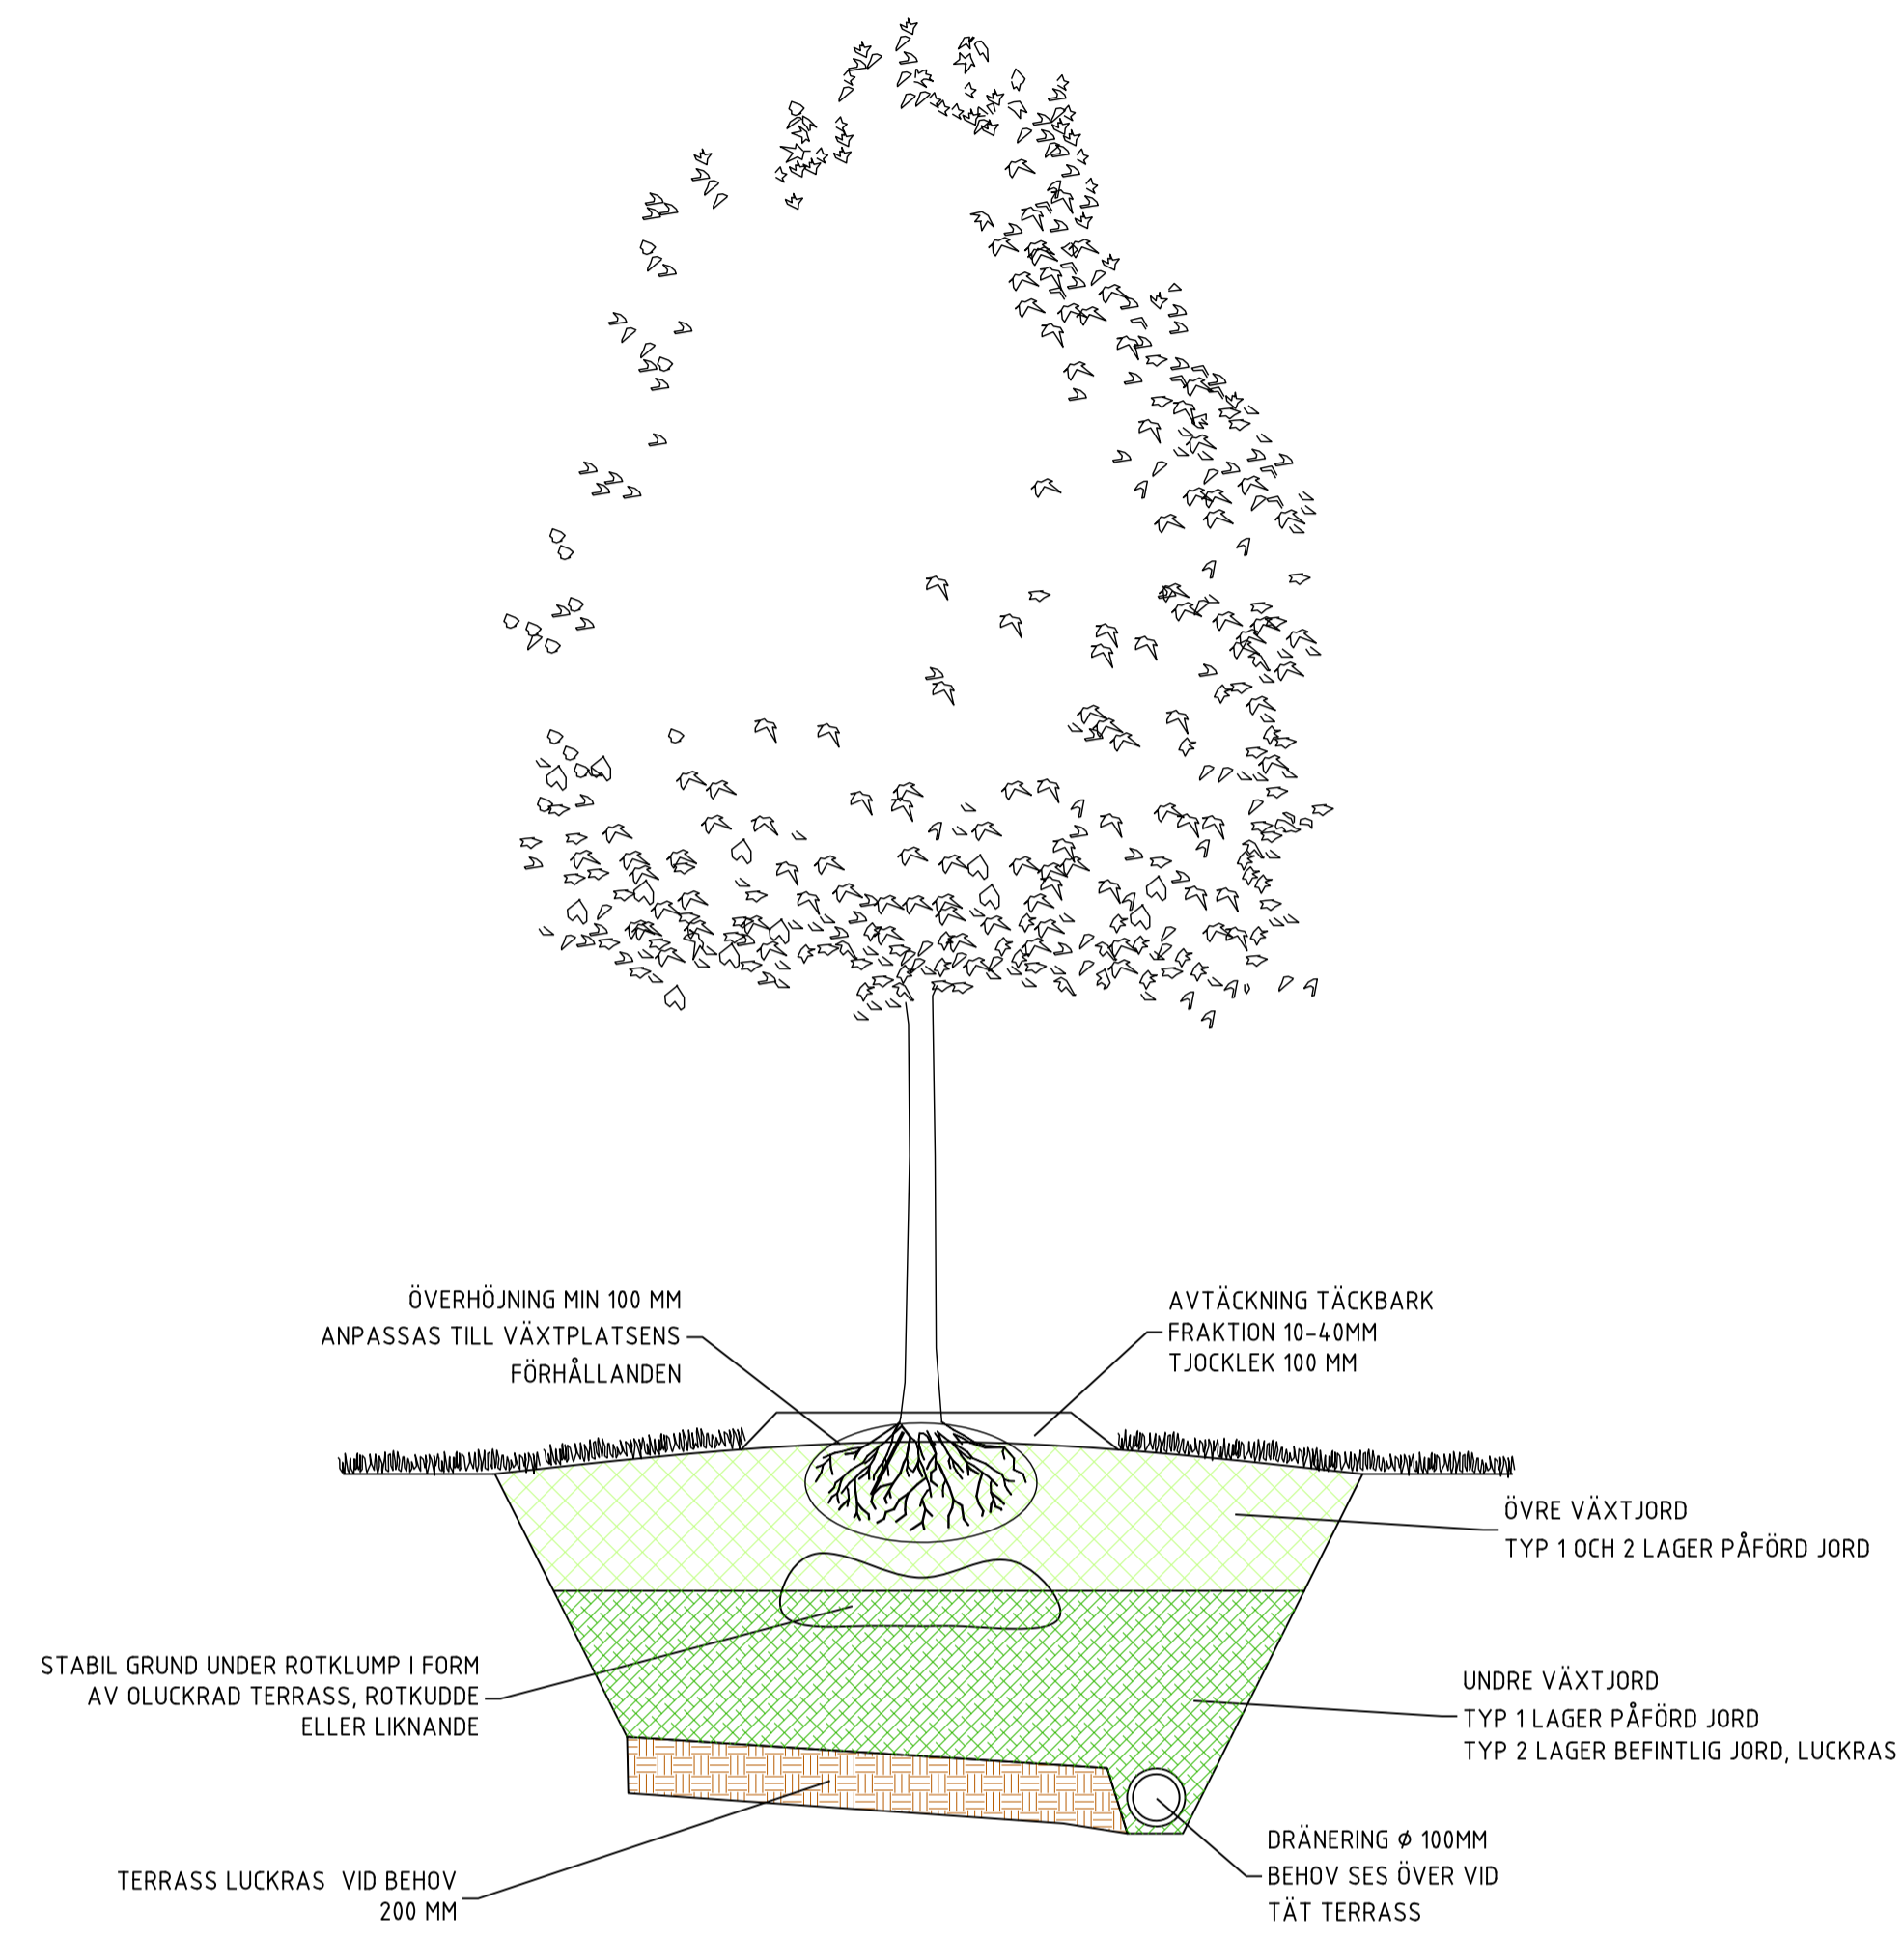 ÖVERHÖJNING MIN 100 MM
ANPASSAS TILL VÄXTPLATSENS
FÖRHÅLLANDEN
AVTÄCKNING TÄCKBARK
FRAKTION 10-40MM
TJOCKLEK 100 MM
ÖVRE VÄXTJORD
TYP 1 OCH 2 LAGER PÅFÖRD JORD
STABIL GRUND UNDER ROTKLUMP I FORM
AV OLUCKRAD TERRASS, ROTKUDDE
ELLER LIKNANDE
UNDRE VÄXTJORD
TYP 1 LAGER PÅFÖRD JORD
TYP 2 LAGER BEFINTLIG JORD, LUCKRAS
TERRASS LUCKRAS VID BEHOV
200 MM
DRÄNERING Ø 100MM
BEHOV SES ÖVER VID
TÄT TERRASS